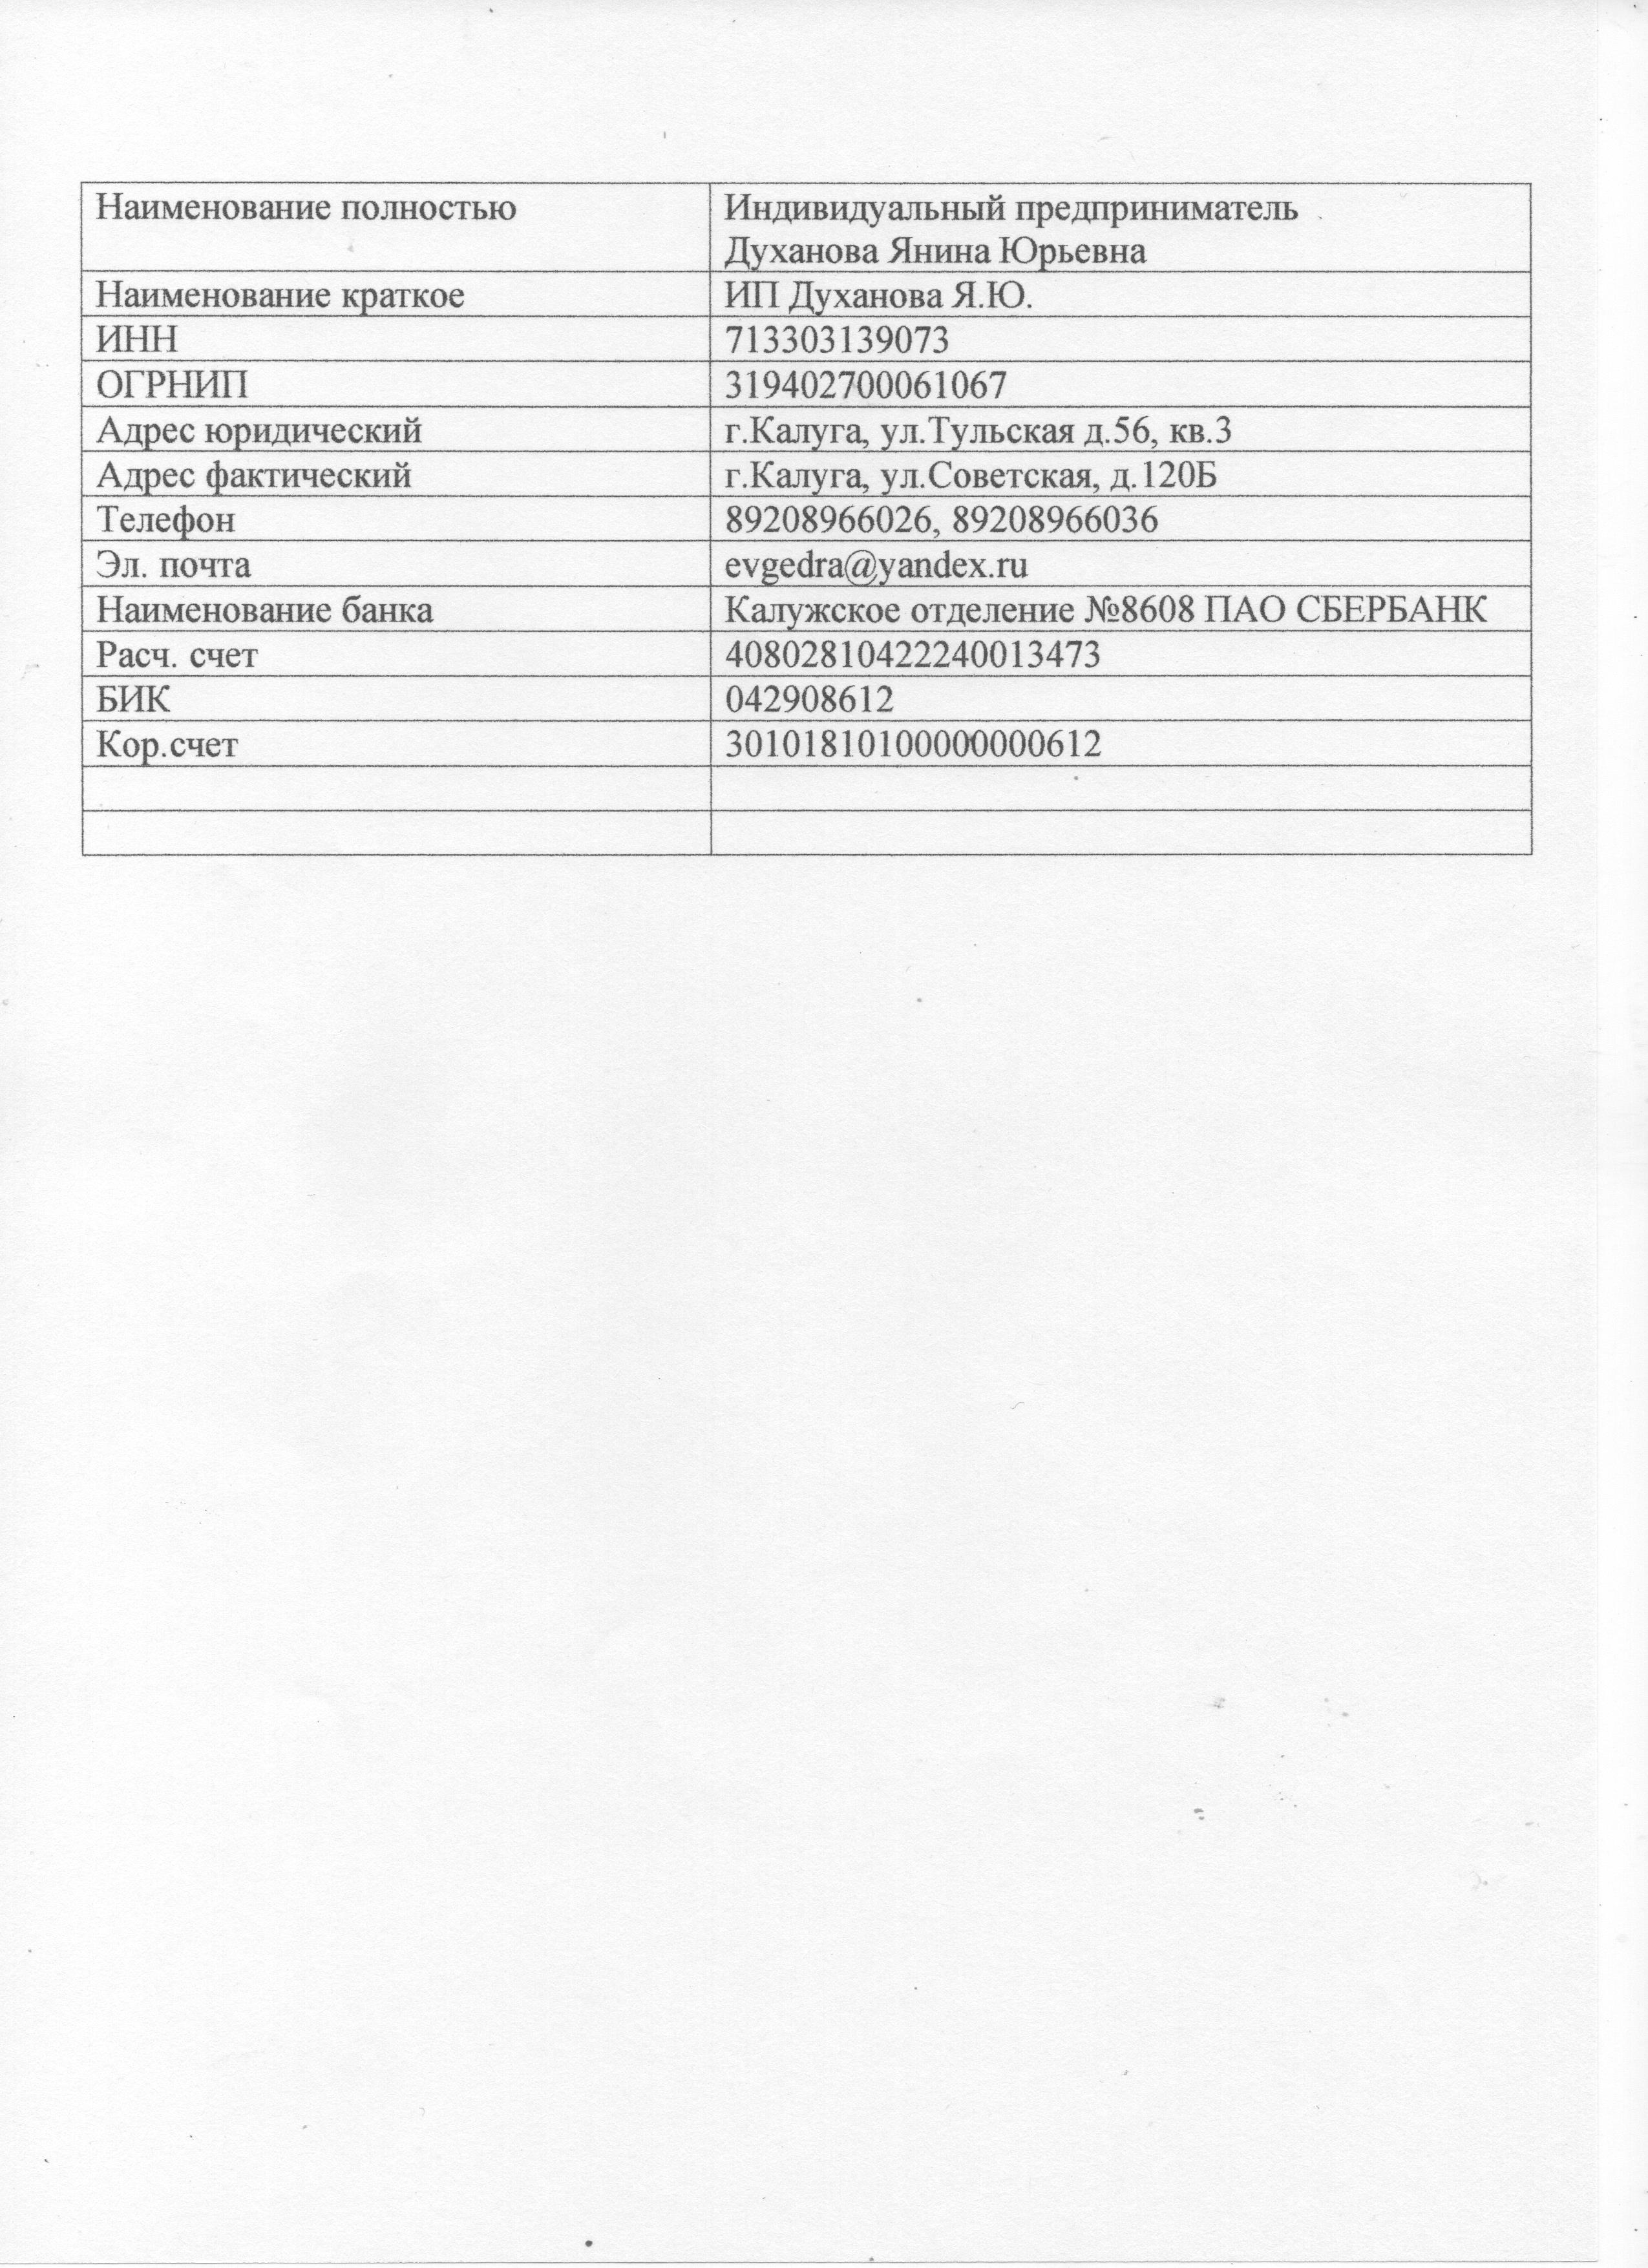 Наименование полностью
Индивидуальный предприниматель
Духанова Янина Юрьевна
Наименование краткое
ИП Духанова Я.Ю.
ИНН
713303139073
ОГРНИП
319402700061067
Адрес юридический
г.Калуга, ул.Тульская д.56, кв.3
Адрес фактический
г.Калуга, ул.Советская, д.120Б
Телефон
89208966026, 89208966036
Эл. почта
evgedra@yandex.ru
Наименование банка
Калужское отделение №8608 ПАО СБЕРБАНК
Расч. счет
40802810422240013473
БИК
042908612
Кор.счет
30101810100000000612